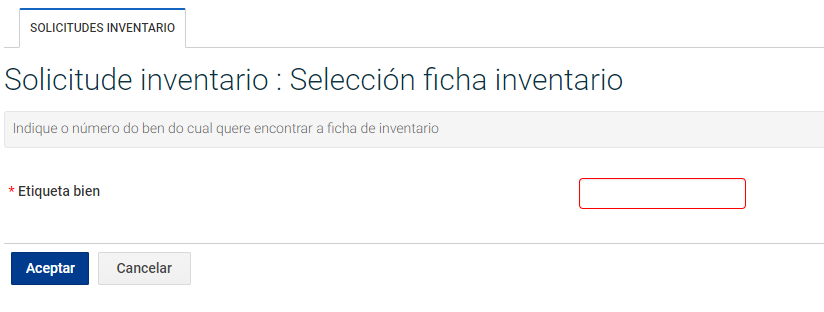 SOLICITUDES INVENTARIO
Solicitude inventario : Selección ficha inventario
Indique o número do ben do cual quere encontrar a ficha de inventario
* Etiqueta bien
Aceptar Cancelar